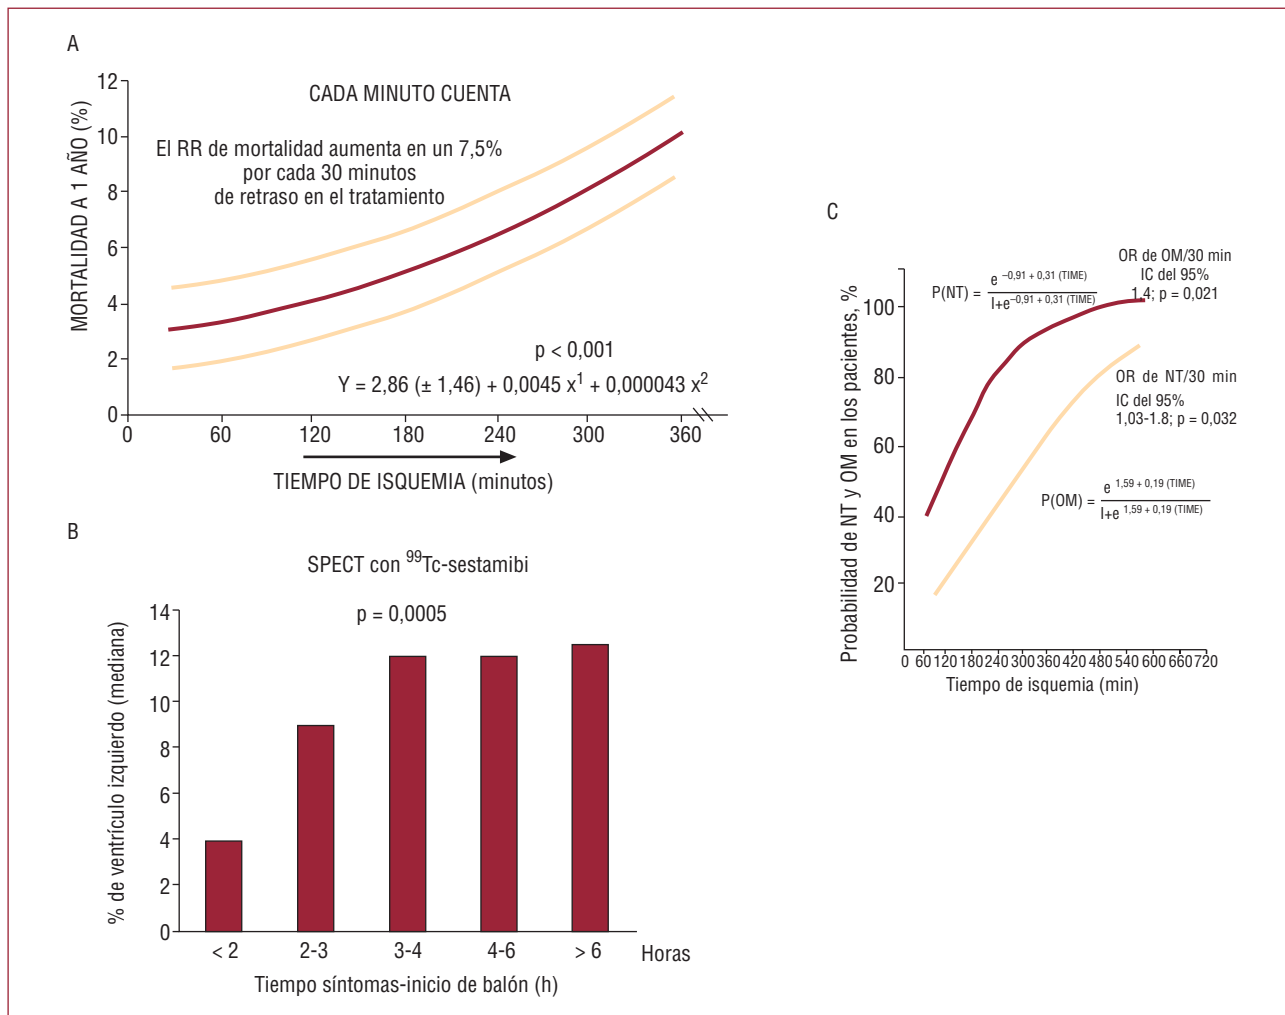 A
CADA MINUTO CUENTA
El RR de mortalidad aumenta en un 7,5%
por cada 30 minutos
de retraso en el tratamiento
MORTALIDAD A 1 AÑO (%)
12
10
8
6
4
2
0
p < 0,001
Y = 2,86 (± 1,46) + 0,0045 x¹ + 0,000043 x²
0 60 120 180 240 300 360
TIEMPO DE ISQUEMIA (minutos)
B
SPECT con ⁹⁹Tc-sestamibi
p = 0,0005
% de ventrículo izquierdo (mediana)
14
12
10
8
6
4
2
0
< 2 2-3 3-4 4-6 > 6 Horas
Tiempo síntomas-inicio de balón (h)
C
Probabilidad de NT y OM en los pacientes, %
100
80
60
40
20
P(NT) = e −0,91 + 0,31 (TIME)
I+e −0,91 + 0,31 (TIME)
OR de OM/30 min
IC del 95%
1,4; p = 0,021
OR de NT/30 min
IC del 95%
1,03-1.8; p = 0,032
P(OM) = e 1,59 + 0,19 (TIME)
I+e 1,59 + 0,19 (TIME)
0 60 120 180 240 300 360 420 480 540 600 660 720
Tiempo de isquemia (min)